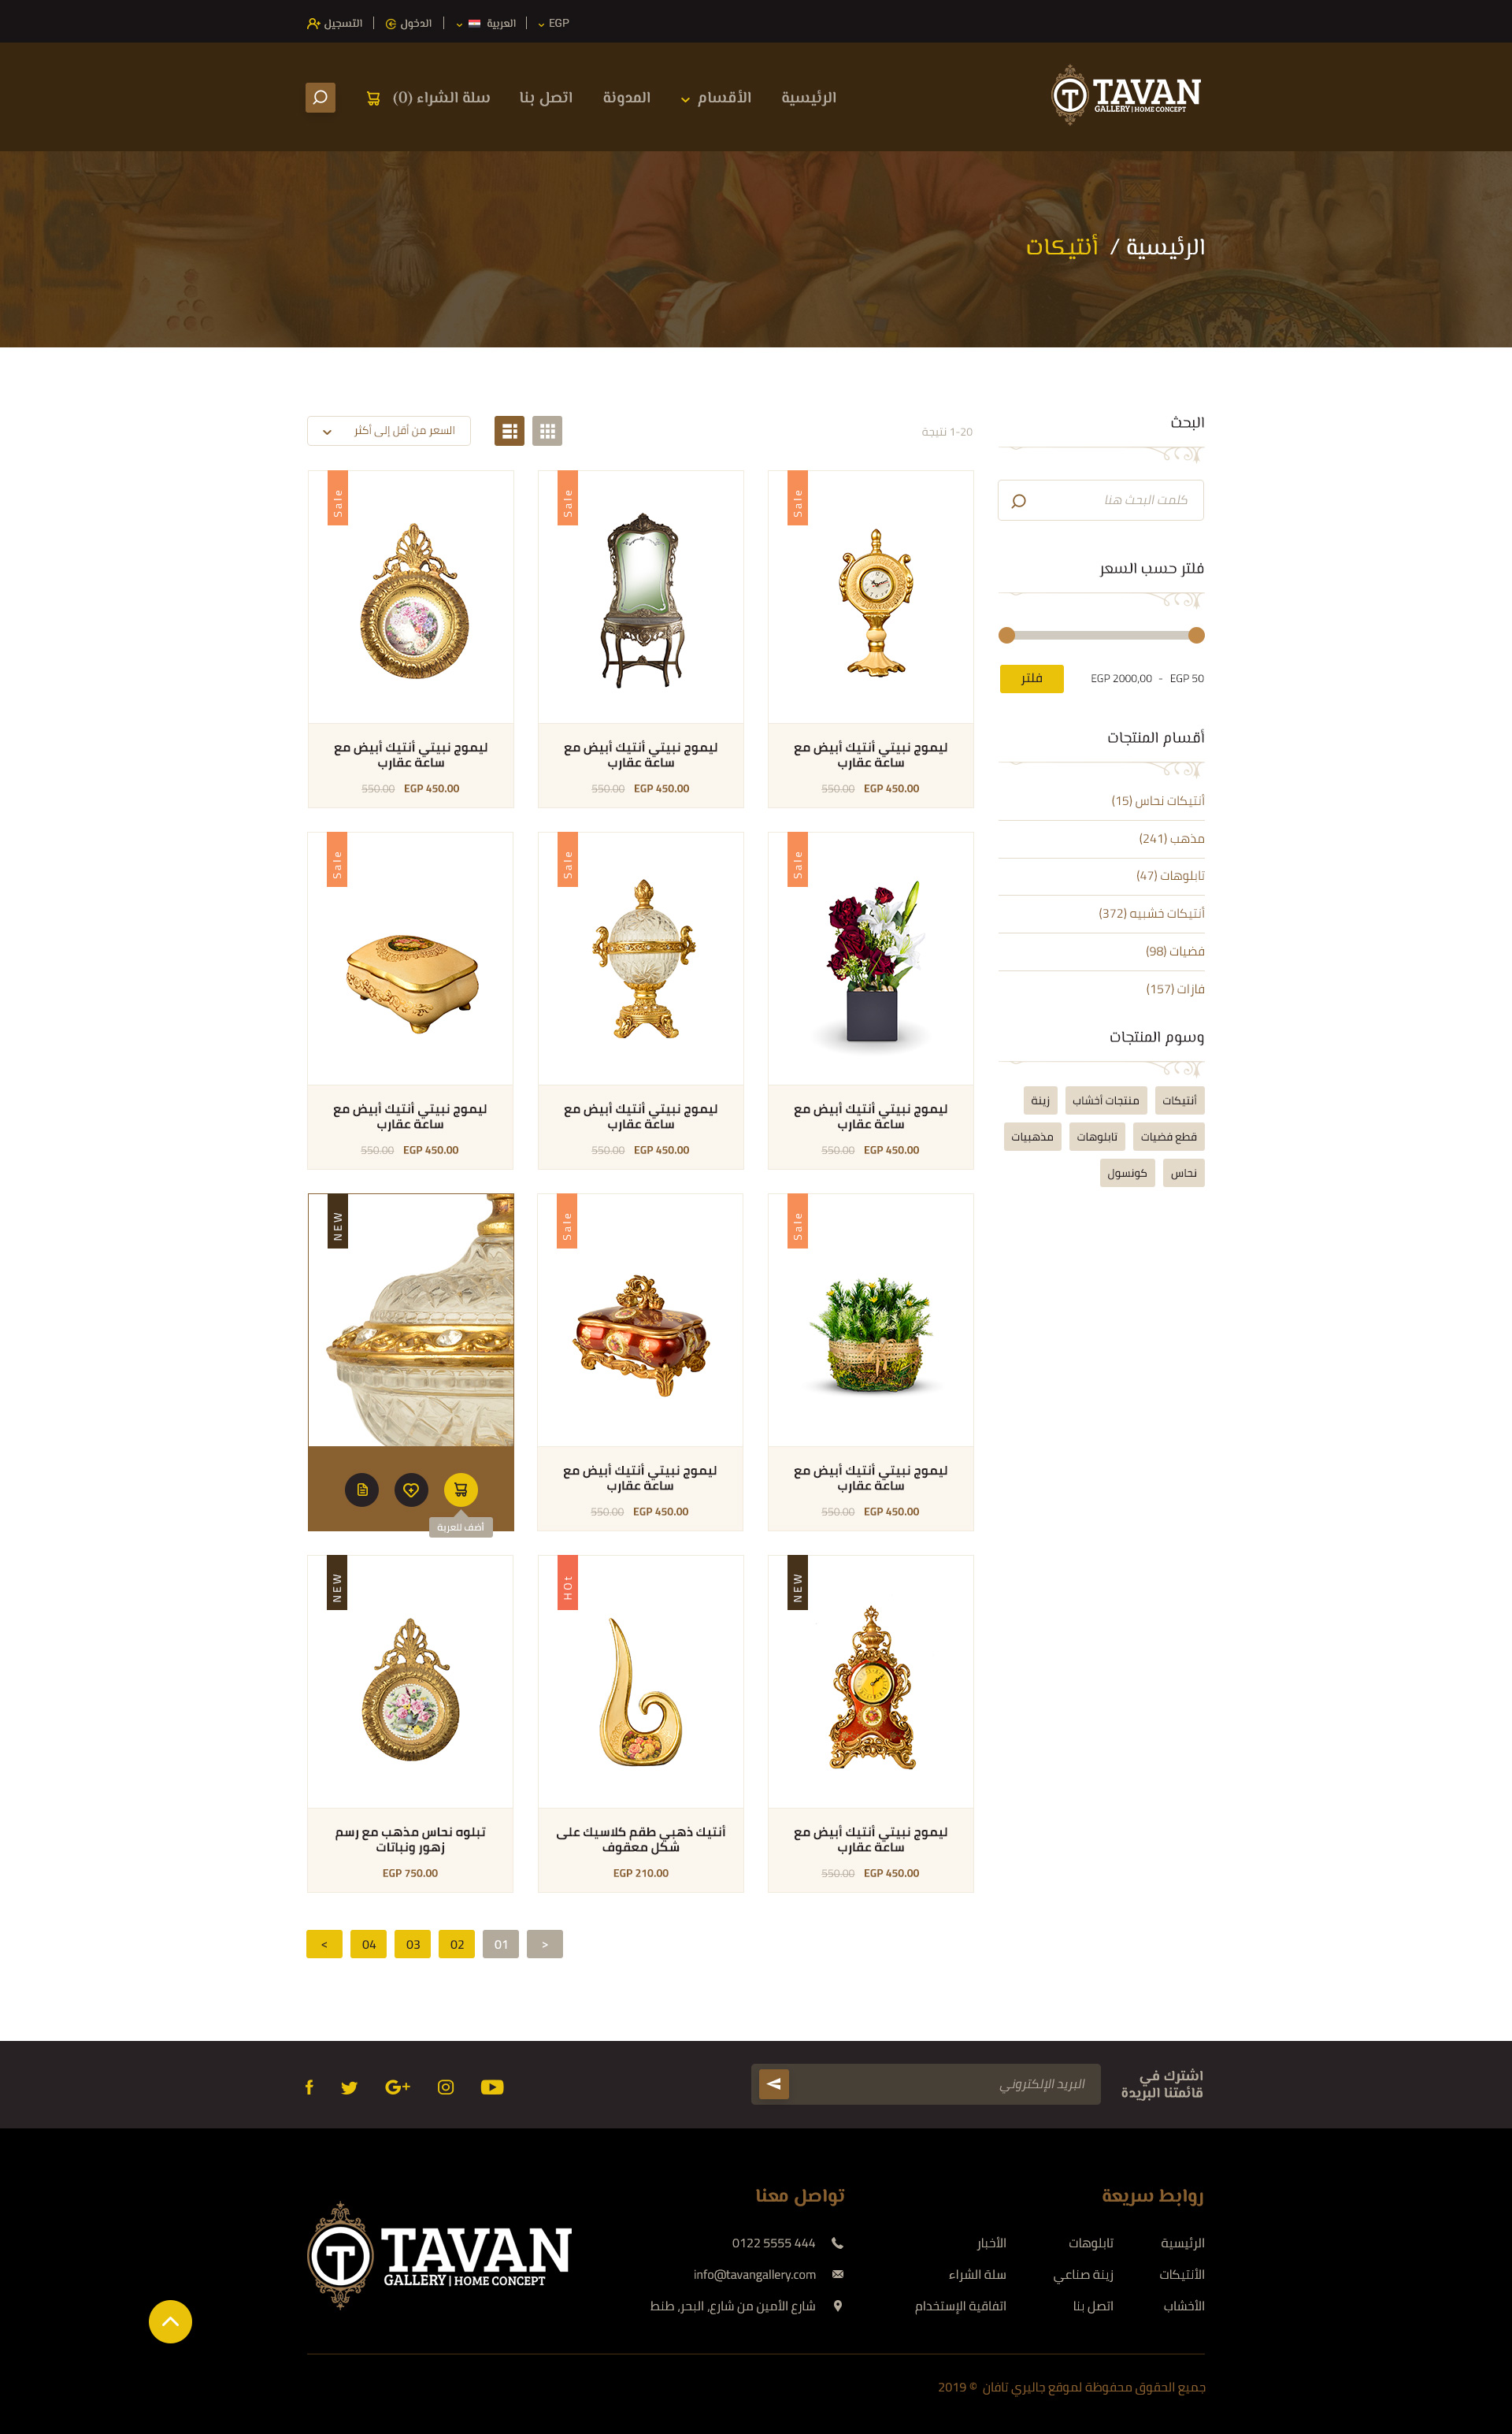 EGP
العربية
الدخول
التسجيل
TAVAN
GALLERY | HOME CONCEPT
الرئيسية
الأقسام
المدونة
اتصل بنا
سلة الشراء (0)
الرئيسية / أنتيكات
البحث
كلمت البحث هنا
فلتر حسب السعر
EGP 50 - EGP 2000,00
فلتر
أقسام المنتجات
أنتيكات نحاس (15)
مذهب (241)
تابلوهات (47)
أنتيكات خشبيه (372)
فضيات (98)
فازات (157)
وسوم المنتجات
أنتيكات
منتجات أخشاب
زينة
قطع فضيات
تابلوهات
مذهبيات
نحاس
كونسول
1-20 نتيجة
السعر من أقل إلى أكثر
Sale
ليموج نبيتي أنتيك أبيض مع
ساعة عقارب
EGP 450.00 550.00
Sale
ليموج نبيتي أنتيك أبيض مع
ساعة عقارب
EGP 450.00 550.00
Sale
ليموج نبيتي أنتيك أبيض مع
ساعة عقارب
EGP 450.00 550.00
Sale
ليموج نبيتي أنتيك أبيض مع
ساعة عقارب
EGP 450.00 550.00
Sale
ليموج نبيتي أنتيك أبيض مع
ساعة عقارب
EGP 450.00 550.00
Sale
ليموج نبيتي أنتيك أبيض مع
ساعة عقارب
EGP 450.00 550.00
Sale
ليموج نبيتي أنتيك أبيض مع
ساعة عقارب
EGP 450.00 550.00
Sale
ليموج نبيتي أنتيك أبيض مع
ساعة عقارب
EGP 450.00 550.00
NEW
أضف للعربة
NEW
ليموج نبيتي أنتيك أبيض مع
ساعة عقارب
EGP 450.00 550.00
HOt
أنتيك ذهبي طقم كلاسيك على
شكل معقوف
EGP 210.00
NEW
تبلوه نحاس مذهب مع رسم
زهور ونباتات
EGP 750.00
< 01 02 03 04 >
اشترك في
قائمتنا البريدة
البريد الإلكتروني
روابط سريعة
الرئيسية
تابلوهات
الأخبار
الأنتيكات
زينة صناعي
سلة الشراء
الأخشاب
اتصل بنا
اتفاقية الإستخدام
تواصل معنا
0122 5555 444
info@tavangallery.com
شارع الأمين من شارع، البحر، طنط
TAVAN
GALLERY | HOME CONCEPT
جميع الحقوق محفوظة لموقع جاليري تافان © 2019